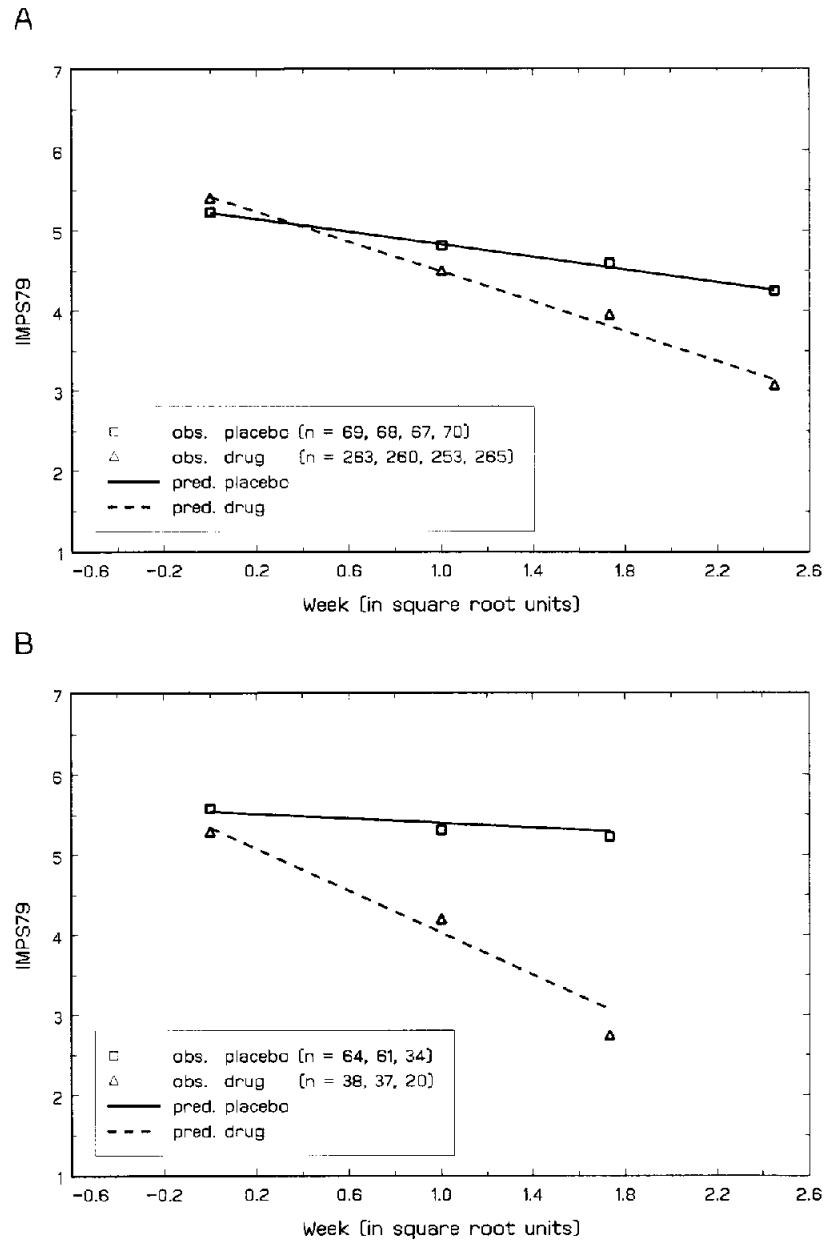 A
7
6
5
4
3
2
1
IMPS79
obs. placebo (n = 69, 68, 67, 70)
obs. drug (n = 263, 260, 253, 265)
pred. placebo
pred. drug
-0.6 -0.2 0.2 0.6 1.0 1.4 1.8 2.2 2.6
Week (in square root units)
B
7
6
5
4
3
2
1
IMPS79
obs. placebo (n = 64, 61, 34)
obs. drug (n = 38, 37, 20)
pred. placebo
pred. drug
-0.6 -0.2 0.2 0.6 1.0 1.4 1.8 2.2 2.6
Week (in square root units)